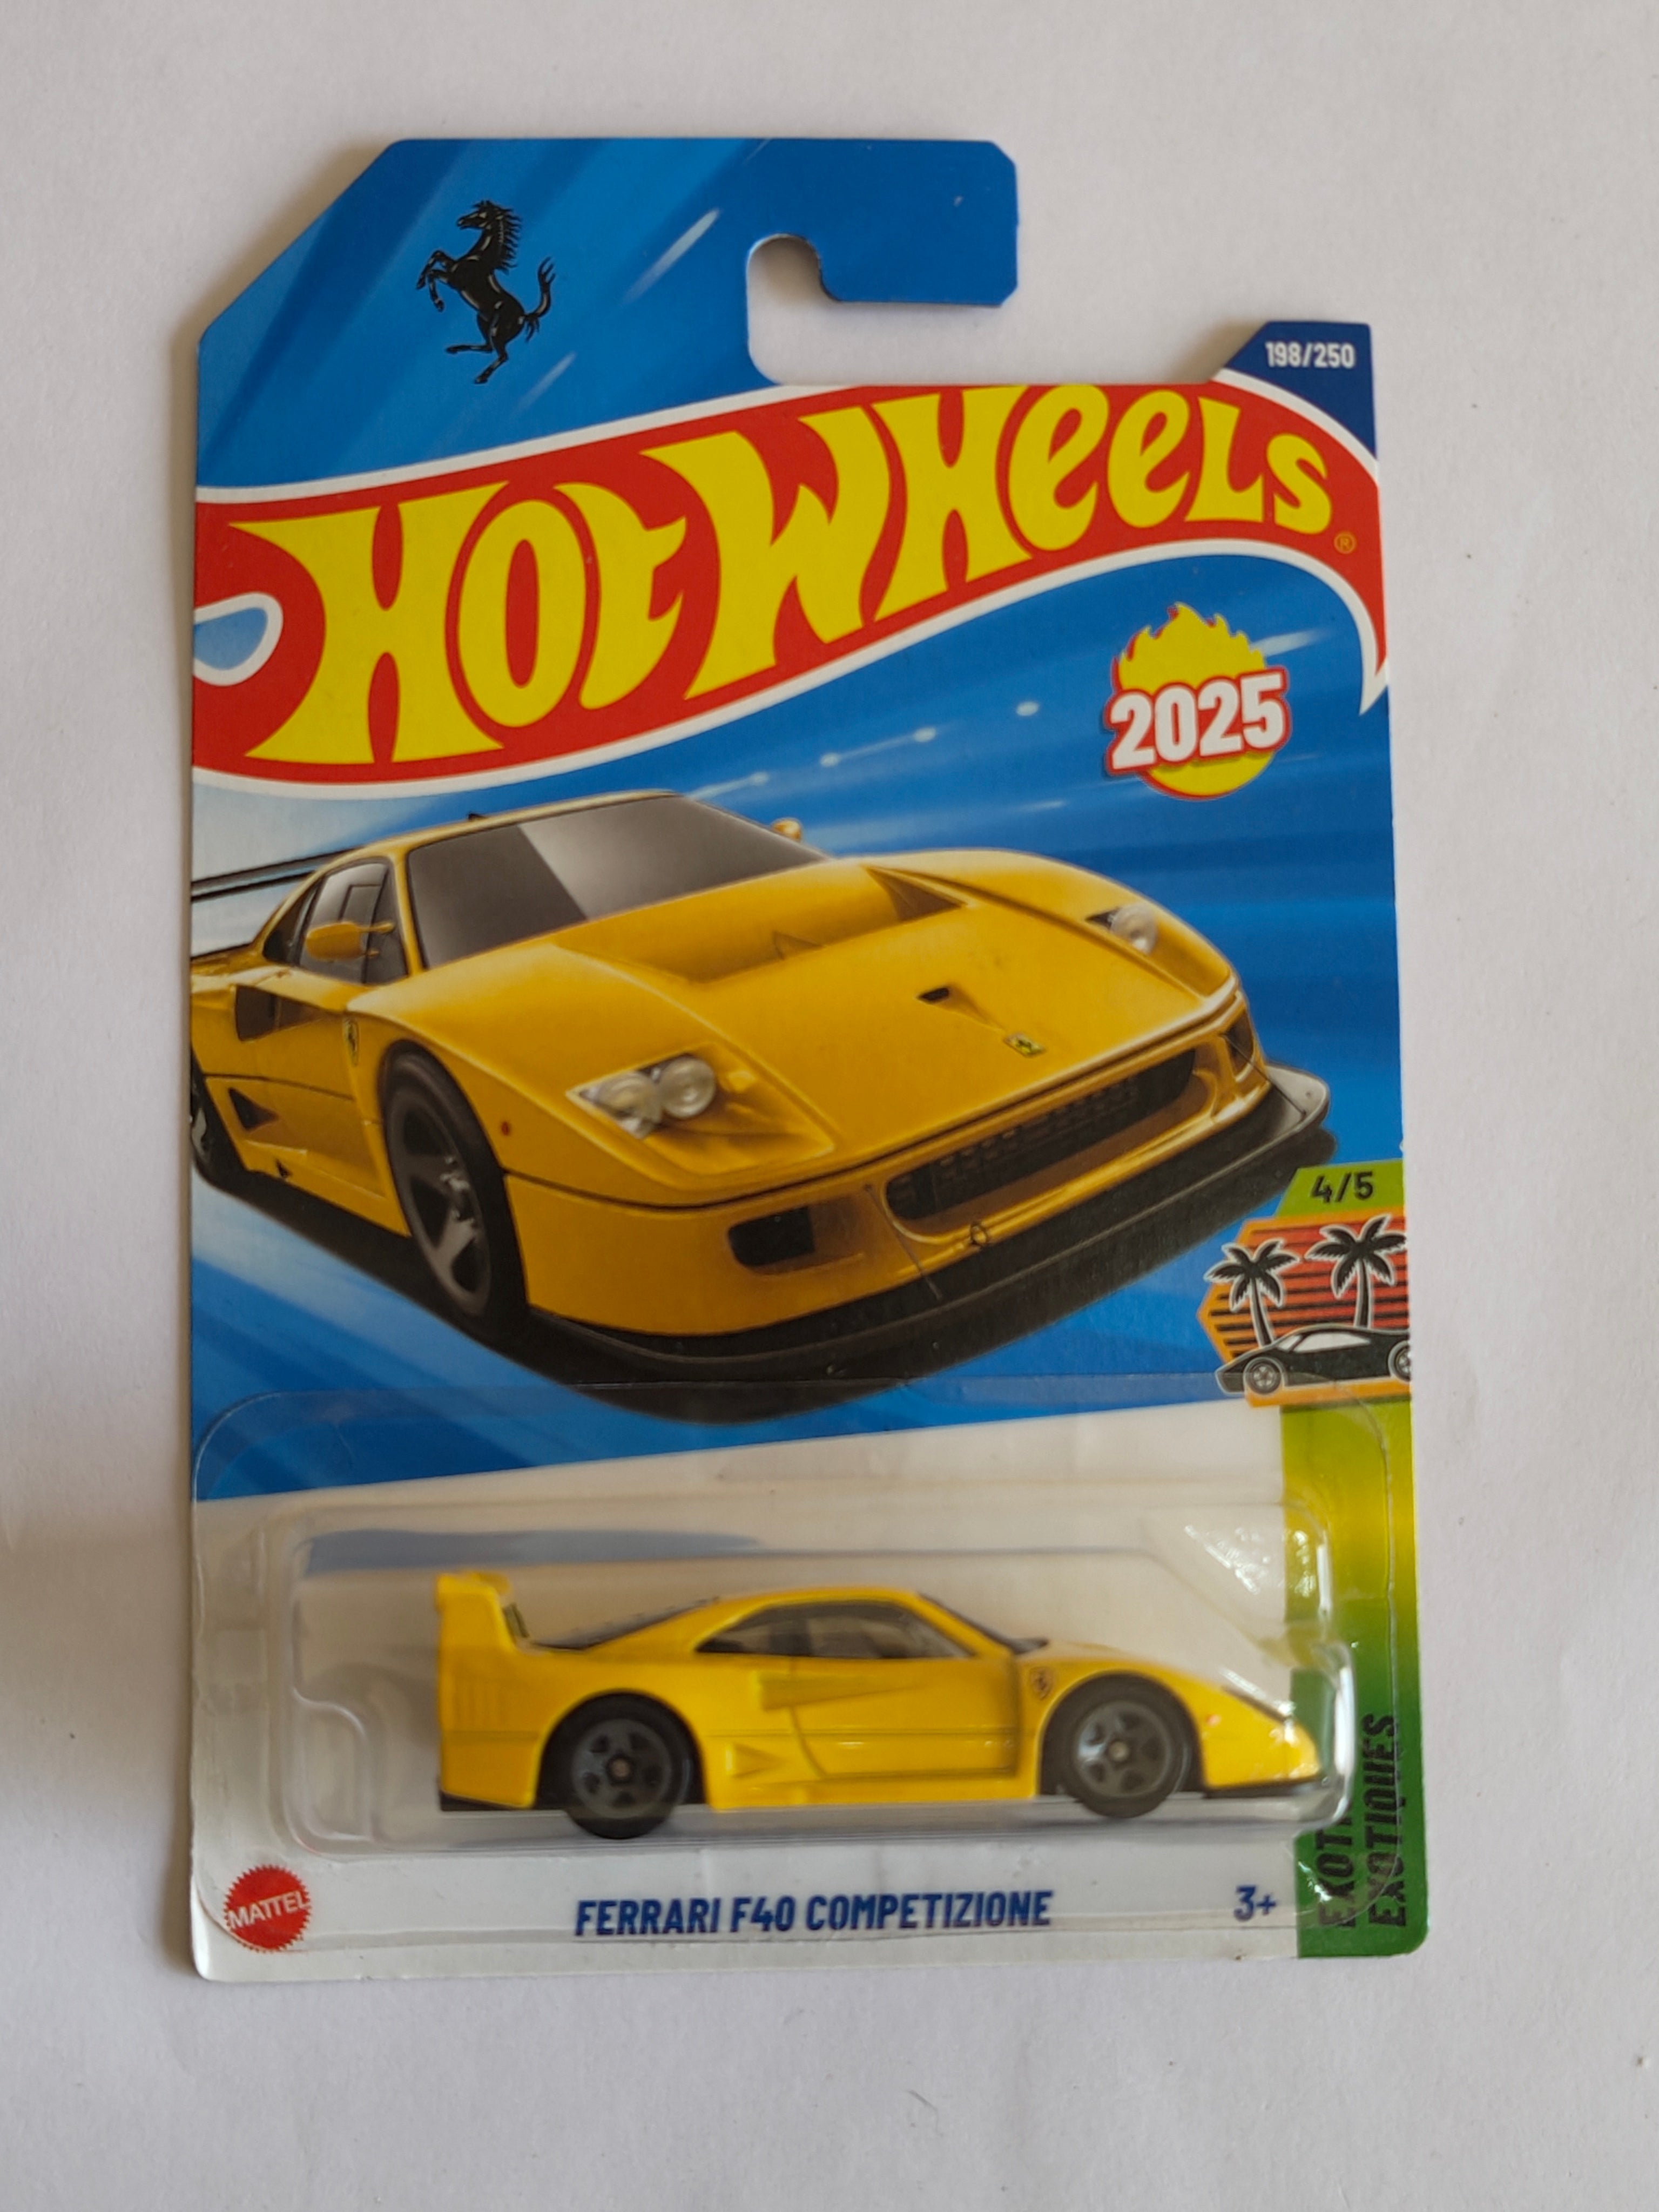 198/250
HOT WHEELS®
2025
4/5
EXOTIQUES
MATTEL
FERRARI F40 COMPETIZIONE
3+